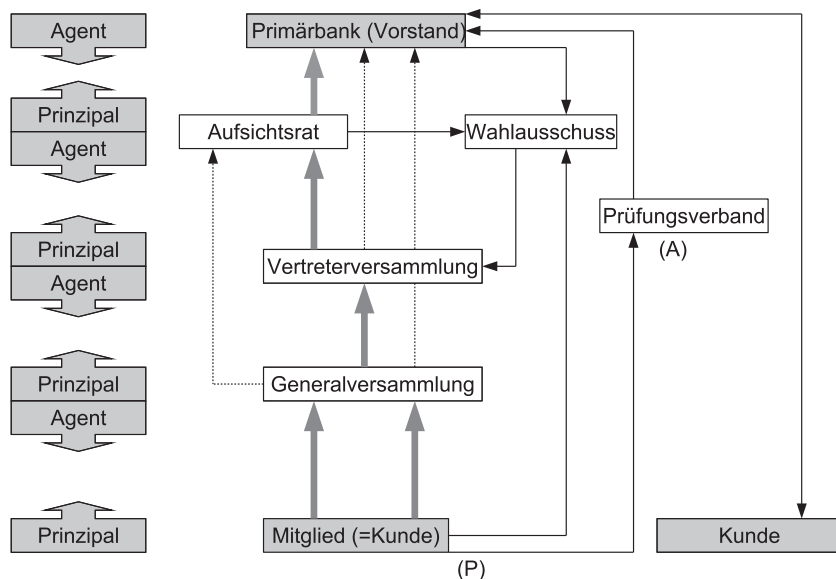 Agent
Primärbank (Vorstand)
Prinzipal
Aufsichtsrat
Wahlausschuss
Agent
Prüfungsverband
Prinzipal
(A)
Vertreterversammlung
Agent
Prinzipal
Generalversammlung
Agent
Prinzipal
Mitglied (=Kunde)
Kunde
(P)